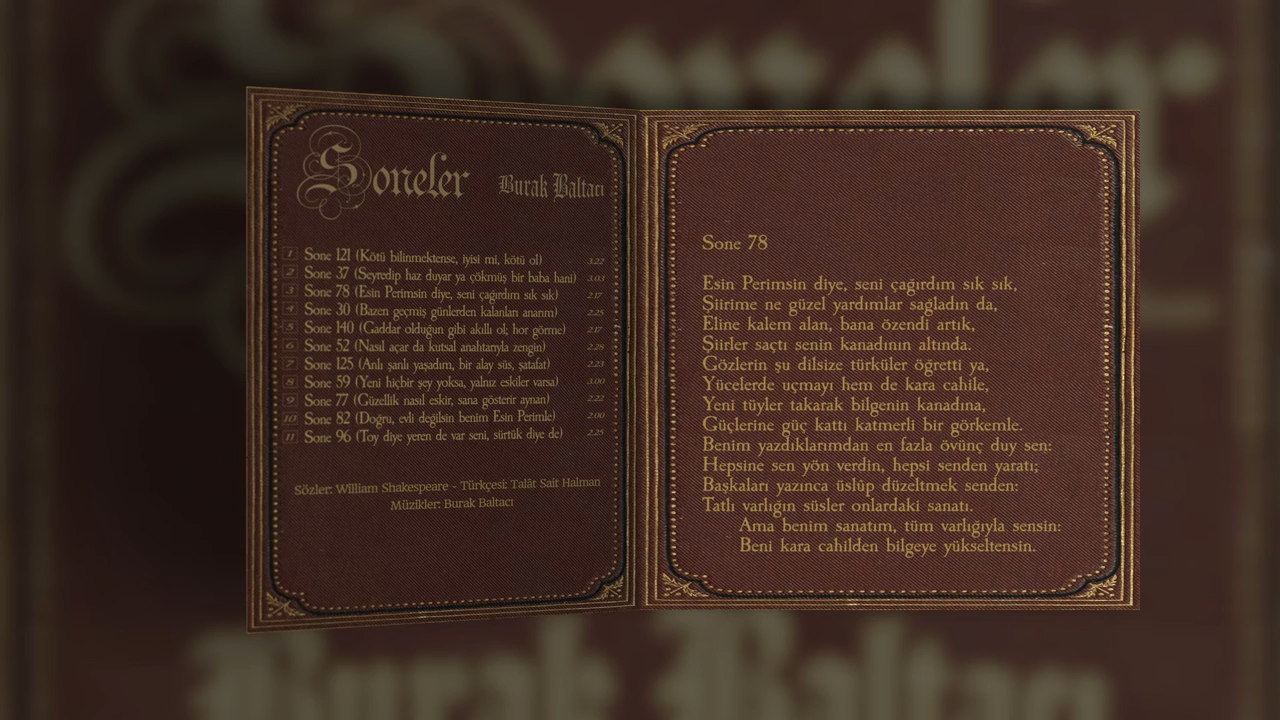 Soneler
Burak Baltacı
1 Sone 121 (Kötü bilinmektense, iyisi mi, kötü ol) 3.22
2 Sone 37 (Seyredip haz duyar ya çökmüş bir baba hani) 3.03
3 Sone 78 (Esin Perimsin diye, seni çağırdım sık sık) 2.17
4 Sone 30 (Bazen geçmiş günlerden kalanları anarım) 2.25
5 Sone 140 (Gaddar olduğun gibi akıllı ol; hor görme) 2.17
6 Sone 52 (Nasıl açar da kutsal anahtarıyla zengin) 2.28
7 Sone 125 (Anlı şanlı yaşadım, bir alay süs, şatafat) 2.23
8 Sone 59 (Yeni hiçbir şey yoksa, yalnız eskiler varsa) 3.00
9 Sone 77 (Güzellik nasıl eskir, sana gösterir aynan) 2.22
10 Sone 82 (Doğru, evli değilsin benim Esin Perimle) 2.00
11 Sone 96 (Toy diye yeren de var seni, sürtük diye de) 2.25
Sözler: William Shakespeare - Türkçesi: Talât Sait Halman
Müzikler: Burak Baltacı
Sone 78
Esin Perimsin diye, seni çağırdım sık sık,
Şiirime ne güzel yardımlar sağladın da,
Eline kalem alan, bana özendi artık,
Şiirler saçtı senin kanadının altında.
Gözlerin şu dilsize türküler öğretti ya,
Yücelerde uçmayı hem de kara cahile,
Yeni tüyler takarak bilgenin kanadına,
Güçlerine güç kattı katmerli bir görkemle.
Benim yazdıklarımdan en fazla övünç duy sen:
Hepsine sen yön verdin, hepsi senden yaratı;
Başkaları yazınca üslûp düzeltmek senden:
Tatlı varlığın süsler onlardaki sanatı.
Ama benim sanatım, tüm varlığıyla sensin:
Beni kara cahilden bilgeye yükseltensin.
Soneler
Burak Baltacı